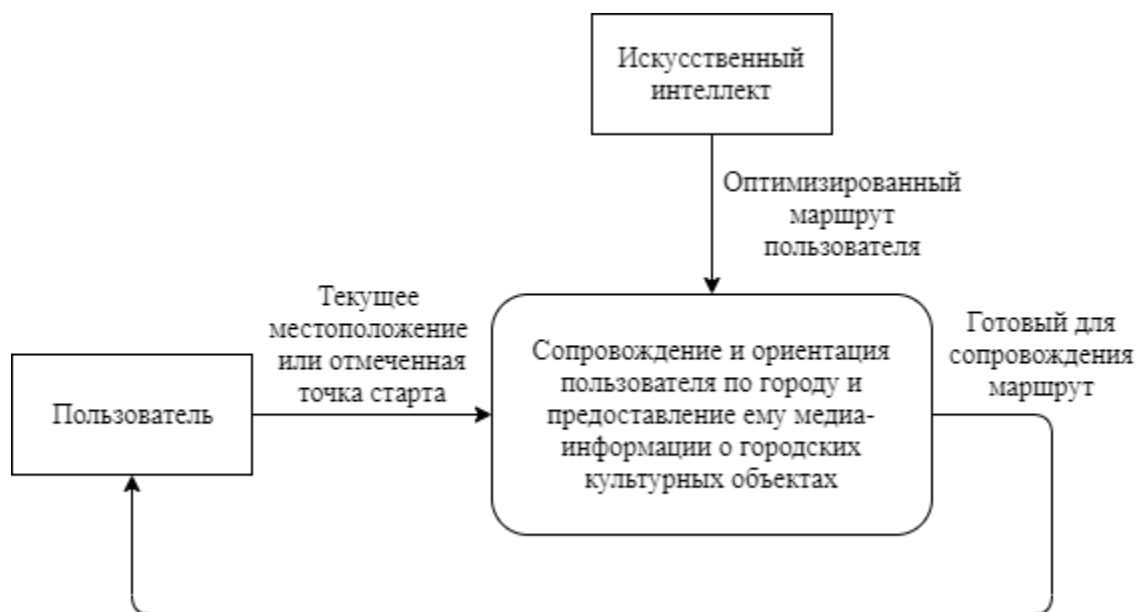 Искусственный
интеллект
Оптимизированный
маршрут
пользователя
Текущее
местоположение
или отмеченная
точка старта
Пользователь
Сопровождение и ориентация
пользователя по городу и
предоставление ему медиа-
информации о городских
культурных объектах
Готовый для
сопровождения
маршрут